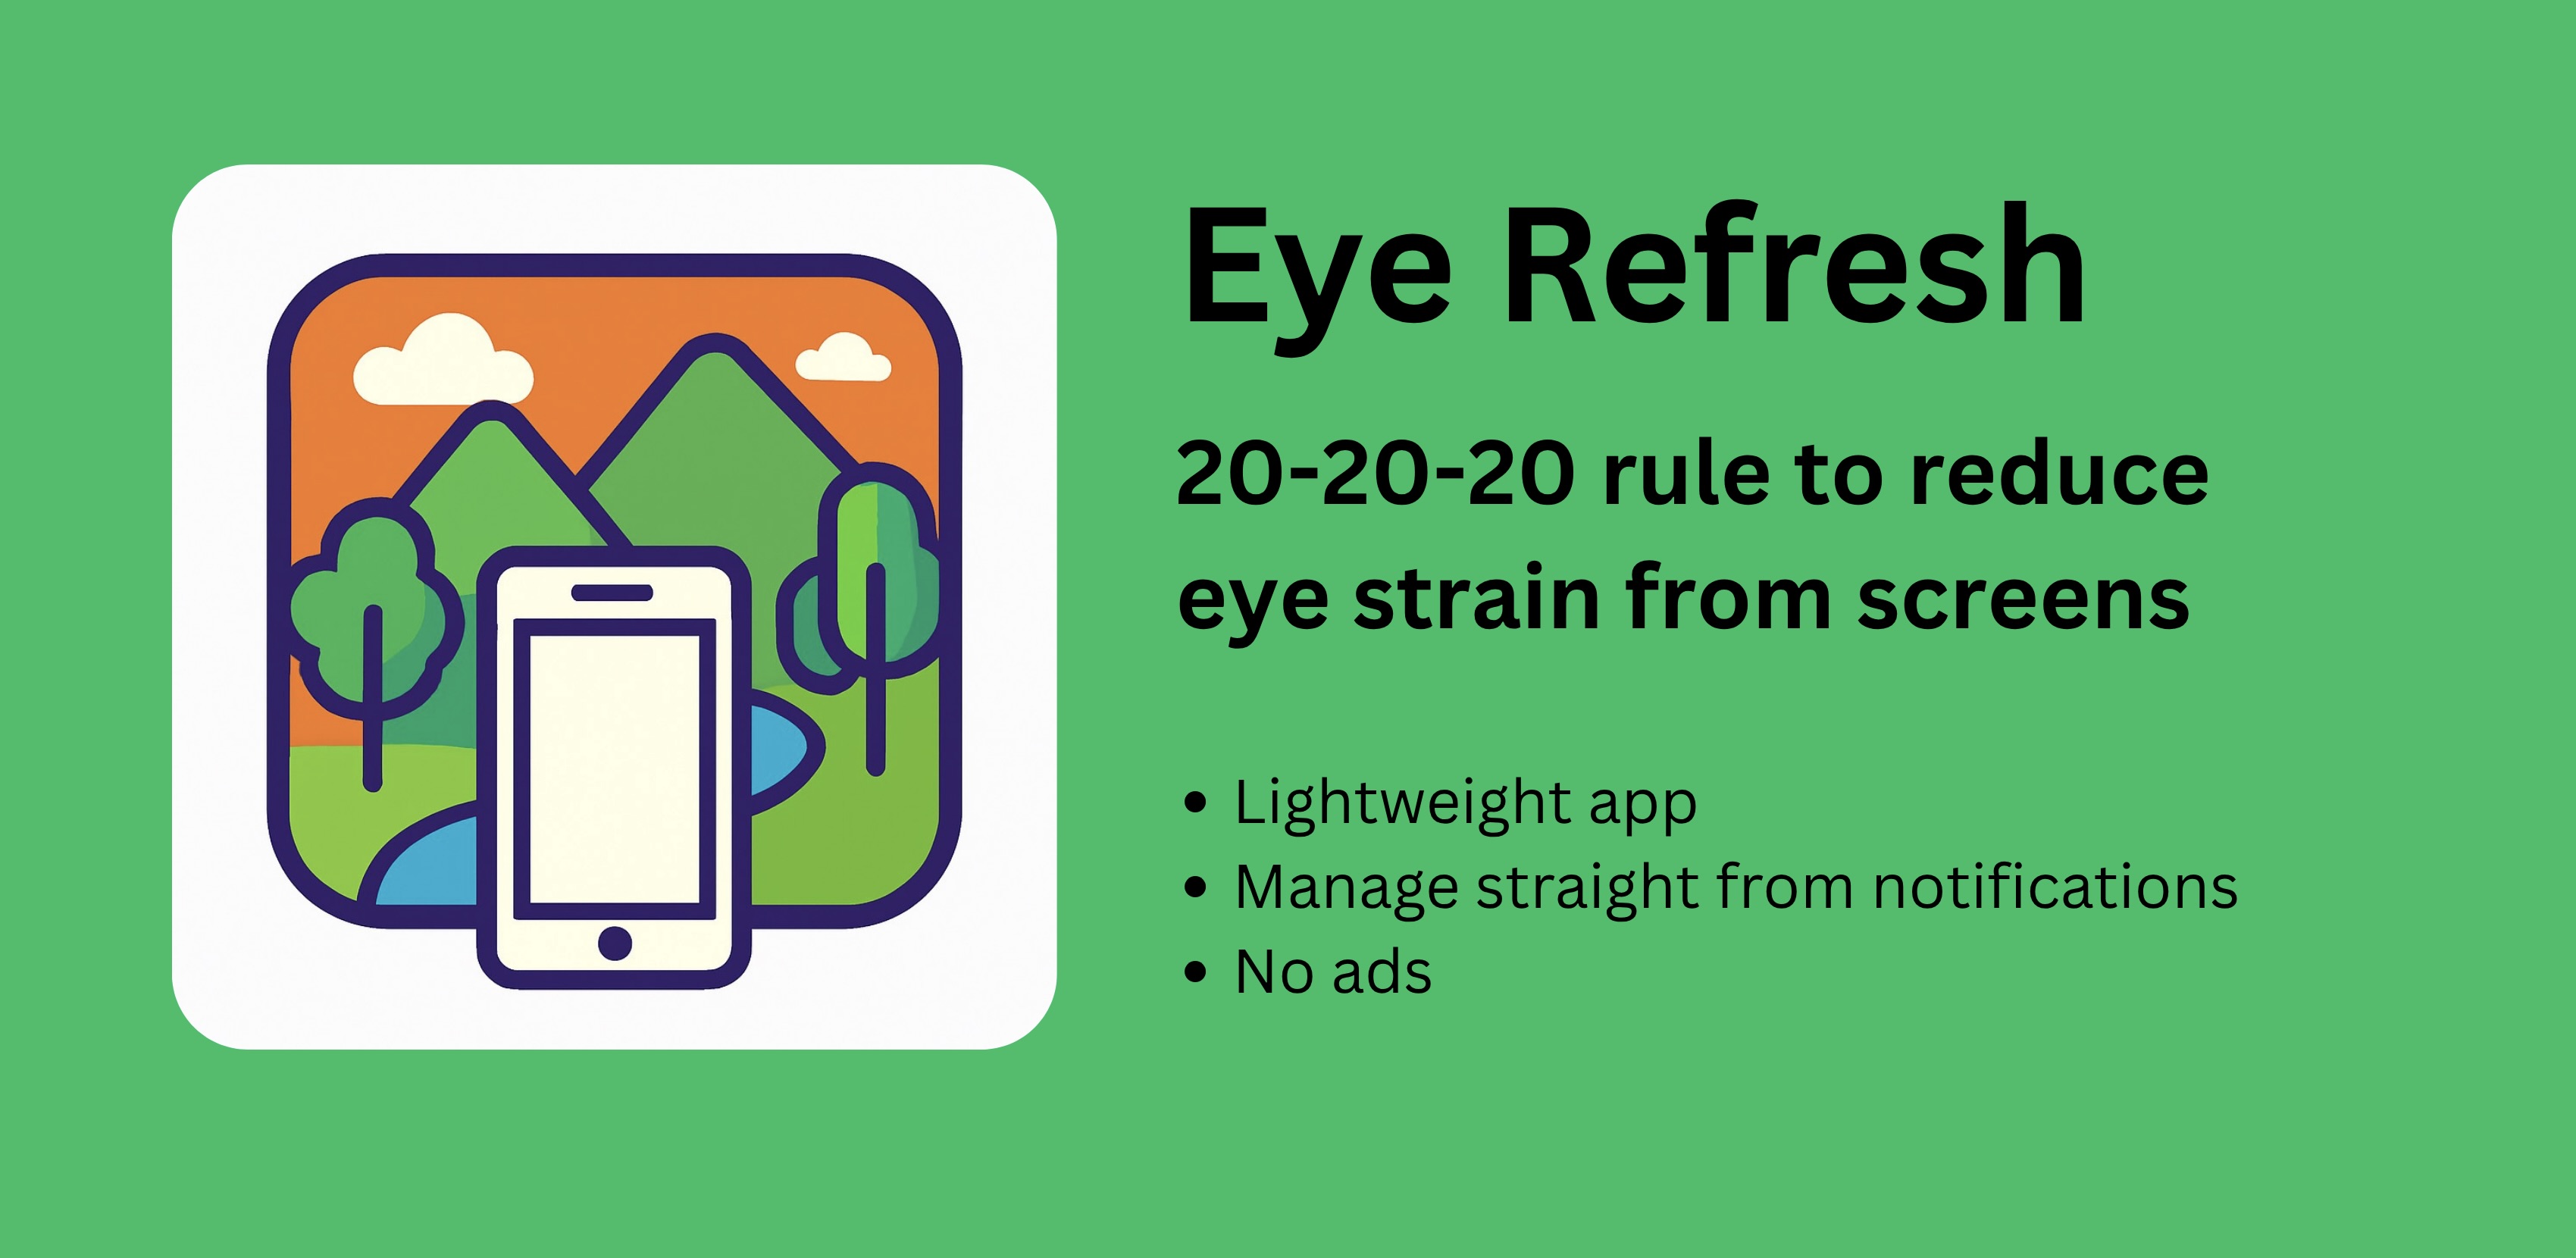 Eye Refresh
20-20-20 rule to reduce
eye strain from screens
• Lightweight app
• Manage straight from notifications
• No ads